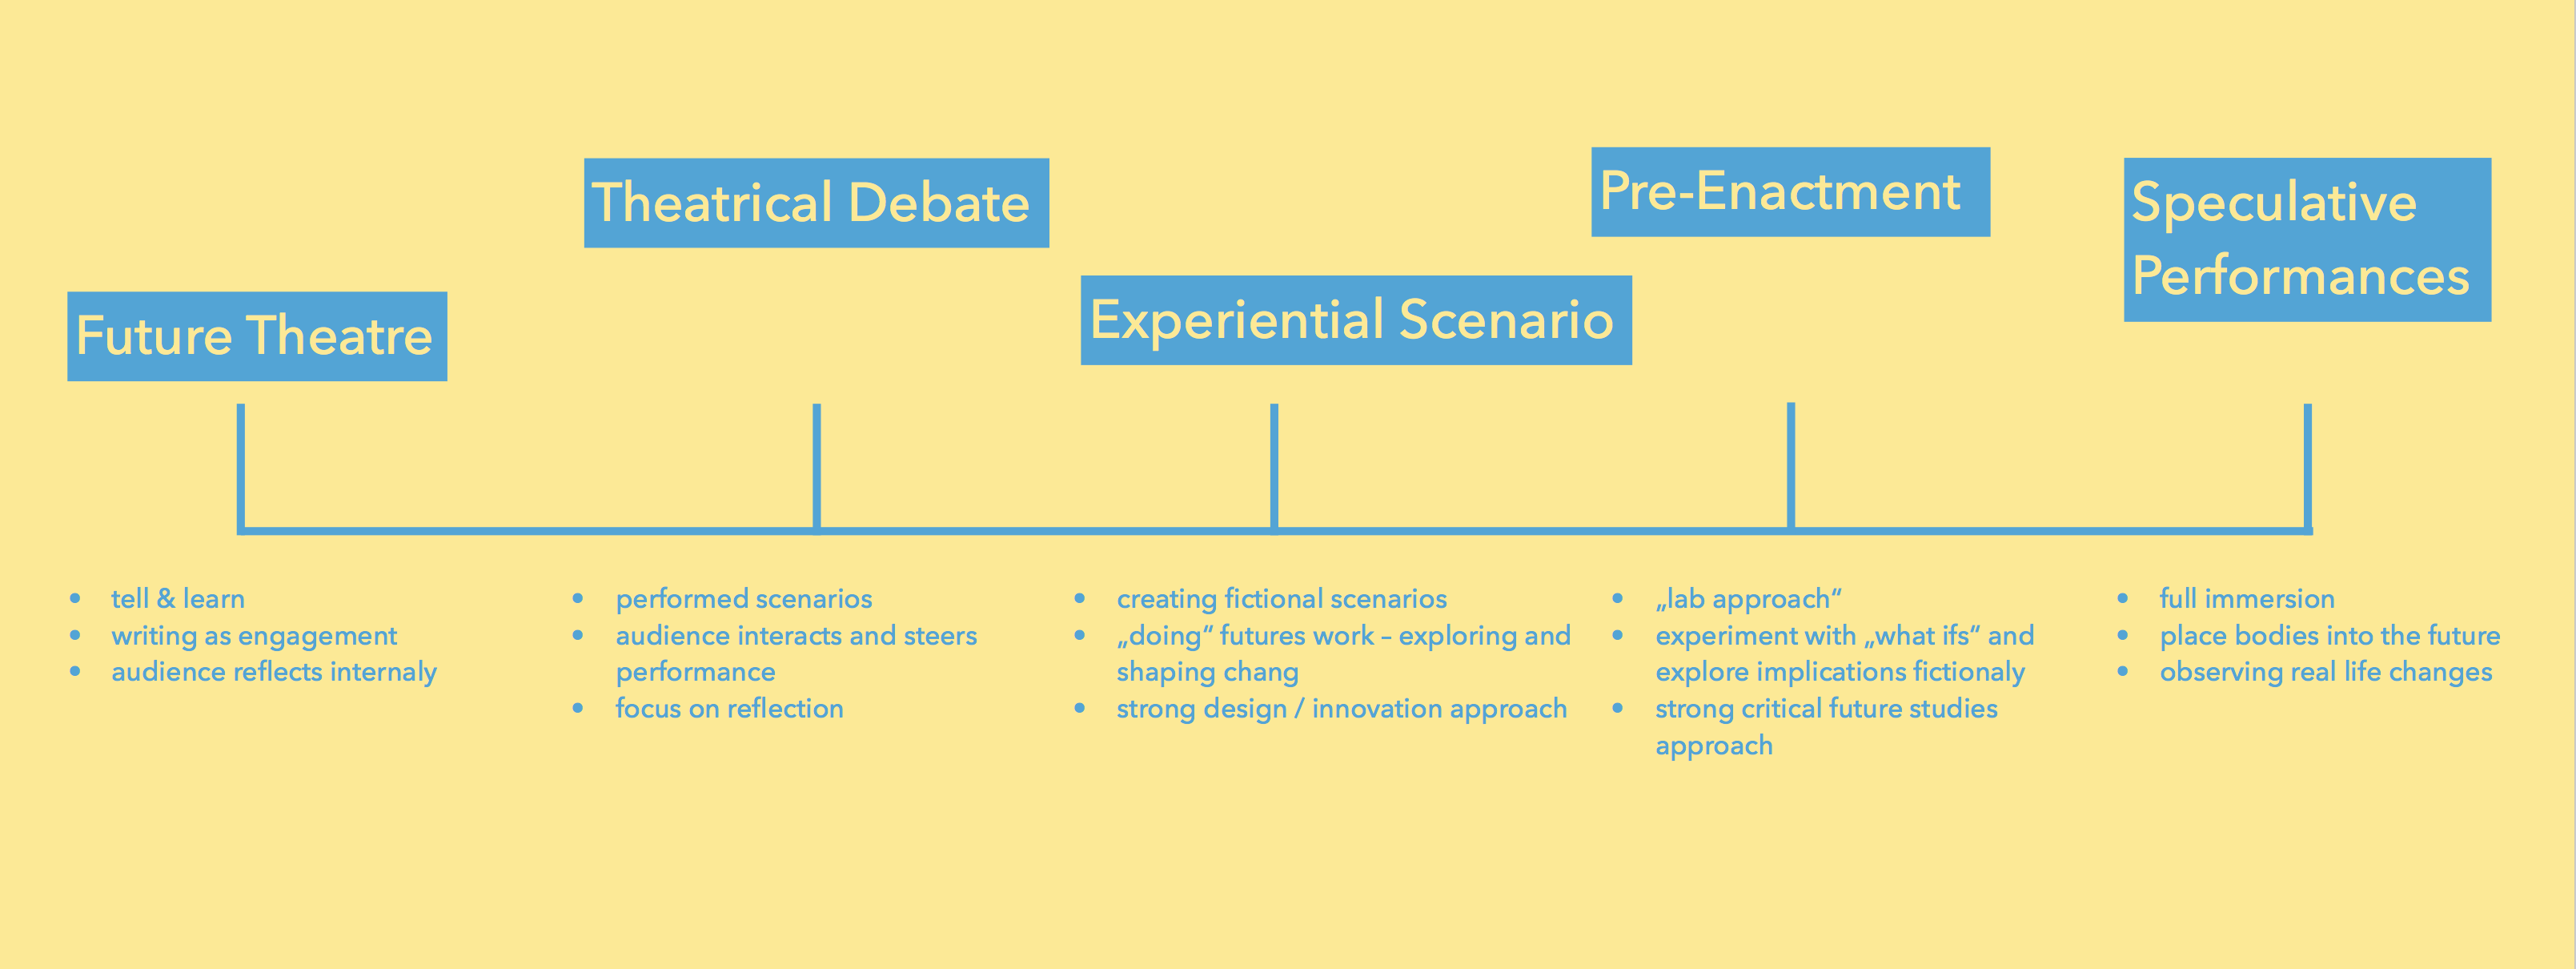 Future Theatre
Theatrical Debate
Experiential Scenario
Pre-Enactment
Speculative
Performances
• tell & learn
• writing as engagement
• audience reflects internaly
• performed scenarios
• audience interacts and steers
performance
• focus on reflection
• creating fictional scenarios
• „doing“ futures work – exploring and
shaping chang
• strong design / innovation approach
• „lab approach“
• experiment with „what ifs“ and
explore implications fictionaly
• strong critical future studies
approach
• full immersion
• place bodies into the future
• observing real life changes